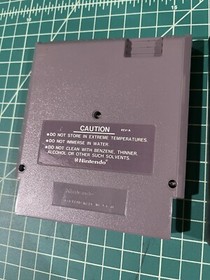 CAUTION
REV-A
●DO NOT STORE IN EXTREME TEMPERATURES.
●DO NOT IMMERSE IN WATER.
●DO NOT CLEAN WITH BENZENE, THINNER,
ALCOHOL OR OTHER SUCH SOLVENTS.
Nintendo